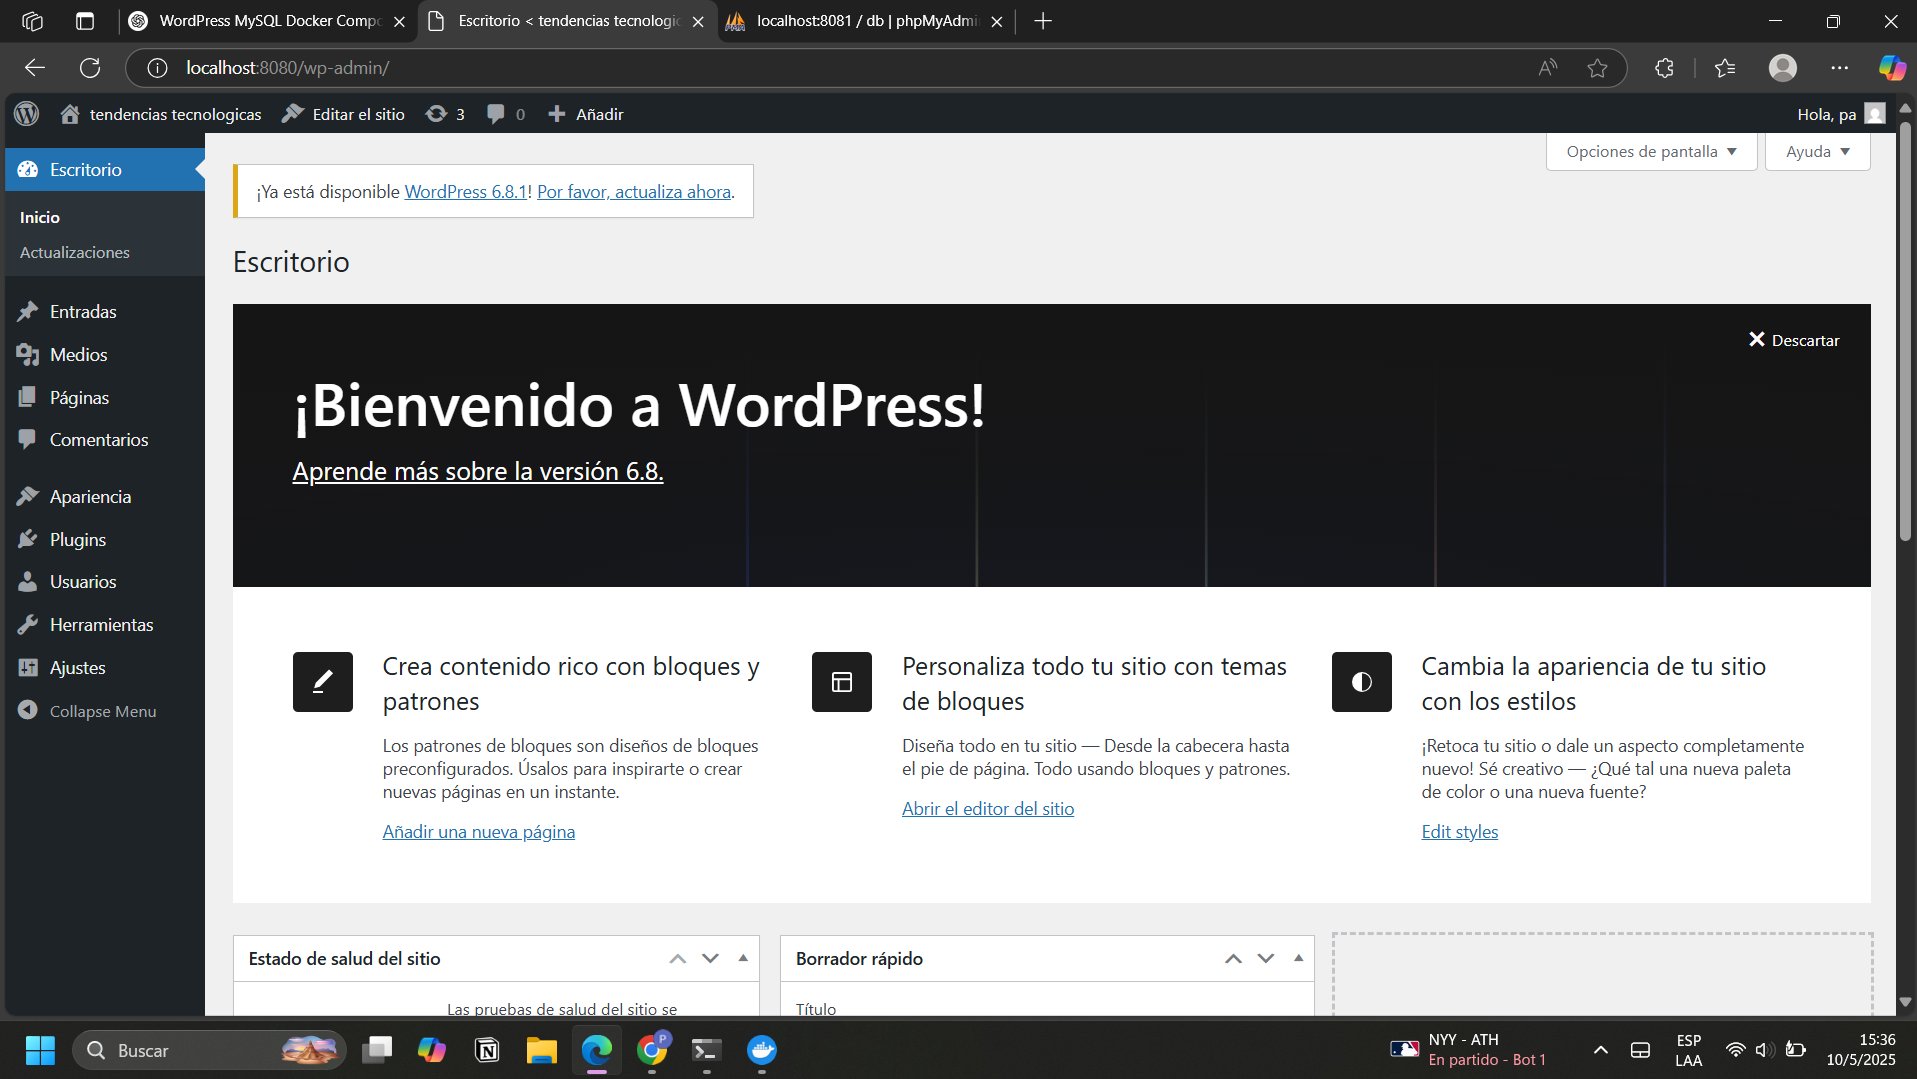 WordPress MySQL Docker Compo
Escritorio < tendencias tecnologic
localhost:8081 / db | phpMyAdmi
localhost:8080/wp-admin/
tendencias tecnologicas
Editar el sitio
3
0
Añadir
Hola, pa
Escritorio
Inicio
Actualizaciones
Entradas
Medios
Páginas
Comentarios
Apariencia
Plugins
Usuarios
Herramientas
Ajustes
Collapse Menu
Opciones de pantalla
Ayuda
¡Ya está disponible WordPress 6.8.1! Por favor, actualiza ahora.
Escritorio
Descartar
¡Bienvenido a WordPress!
Aprende más sobre la versión 6.8.
Crea contenido rico con bloques y
patrones
Los patrones de bloques son diseños de bloques
preconfigurados. Úsalos para inspirarte o crear
nuevas páginas en un instante.
Añadir una nueva página
Personaliza todo tu sitio con temas
de bloques
Diseña todo en tu sitio — Desde la cabecera hasta
el pie de página. Todo usando bloques y patrones.
Abrir el editor del sitio
Cambia la apariencia de tu sitio
con los estilos
¡Retoca tu sitio o dale un aspecto completamente
nuevo! Sé creativo — ¿Qué tal una nueva paleta
de color o una nueva fuente?
Edit styles
Estado de salud del sitio
Las pruebas de salud del sitio se
Borrador rápido
Título
Buscar
P
NYY - ATH
En partido - Bot 1
ESP
LAA
15:36
10/5/2025